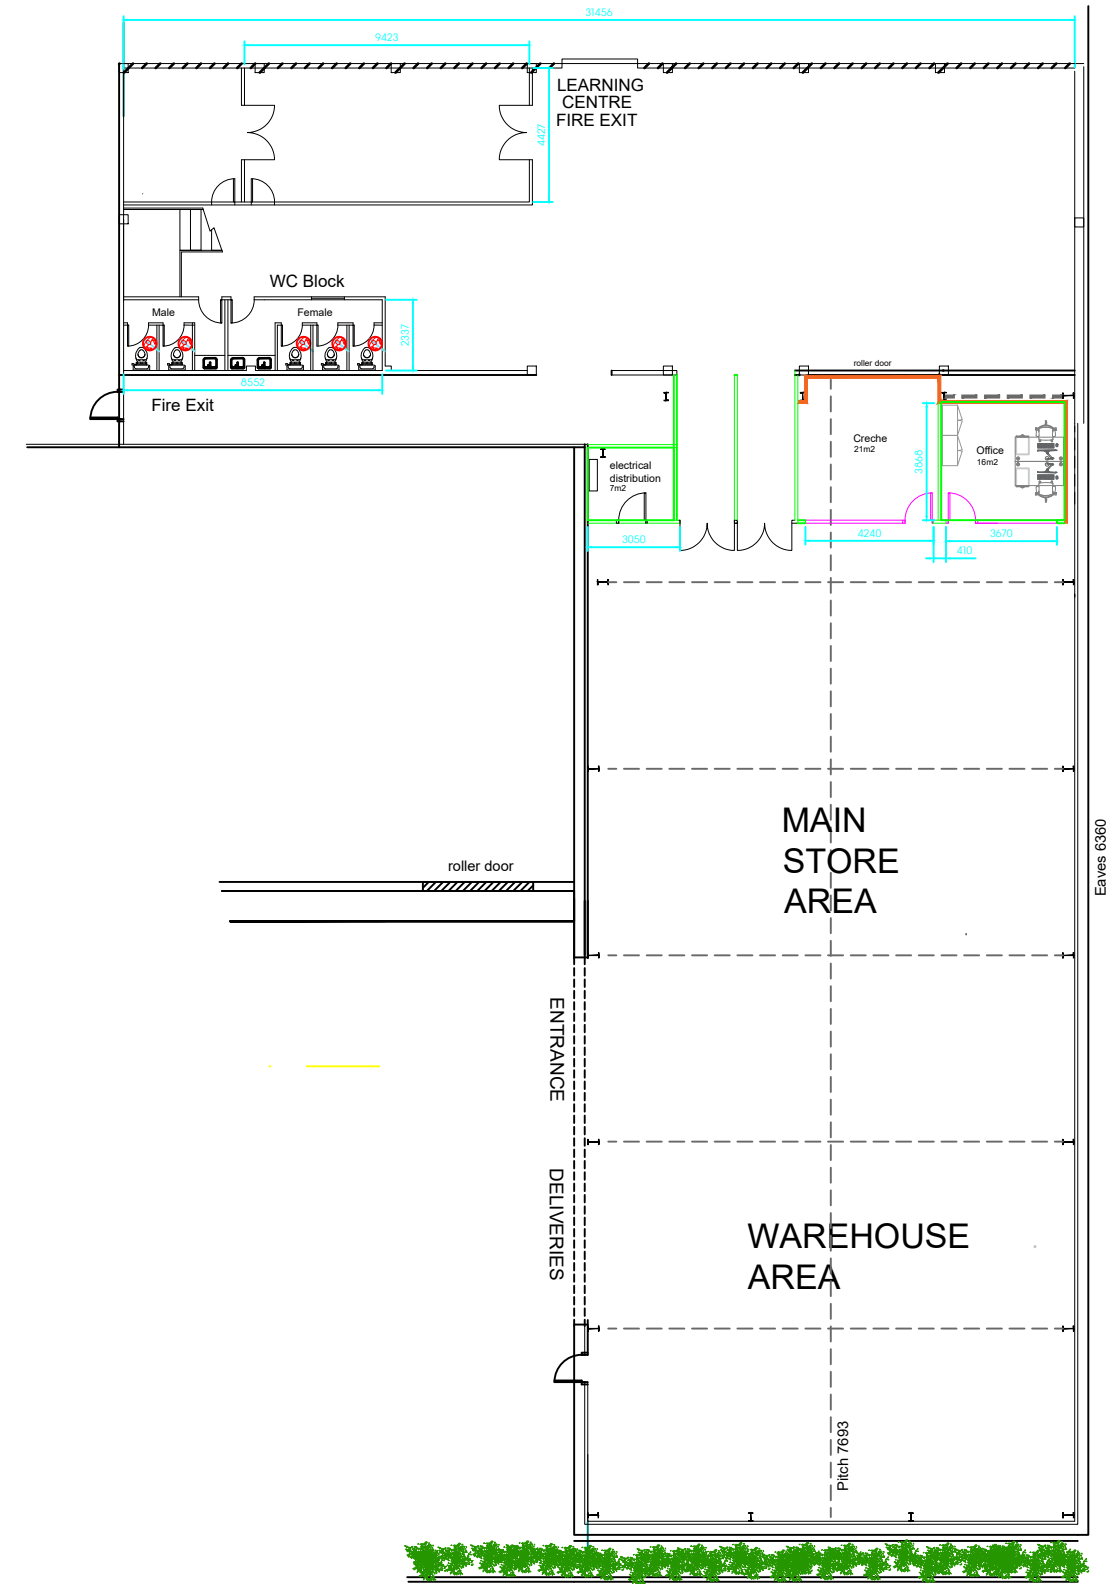 31456
9423
LEARNING
CENTRE
FIRE EXIT
4427
WC Block
Male
Female
2337
8552
Fire Exit
roller door
Creche
21m2
3668
Office
16m2
electrical
distribution
7m2
3050
4240
410
3670
MAIN
STORE
AREA
Eaves 6360
roller door
ENTRANCE
DELIVERIES
WAREHOUSE
AREA
Pitch 7693